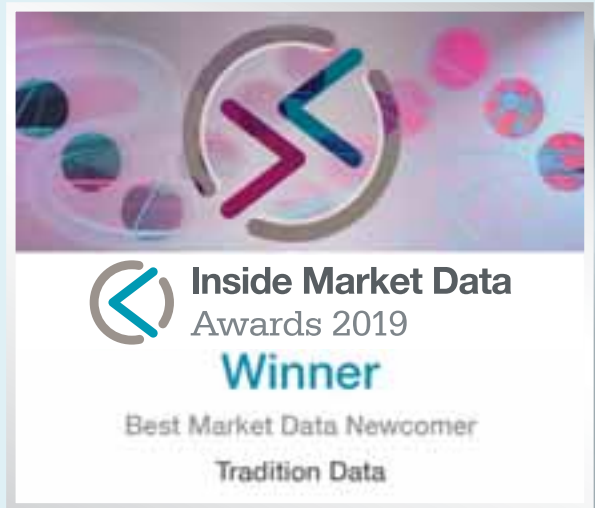 Inside Market Data
Awards 2019
Winner
Best Market Data Newcomer
Tradition Data